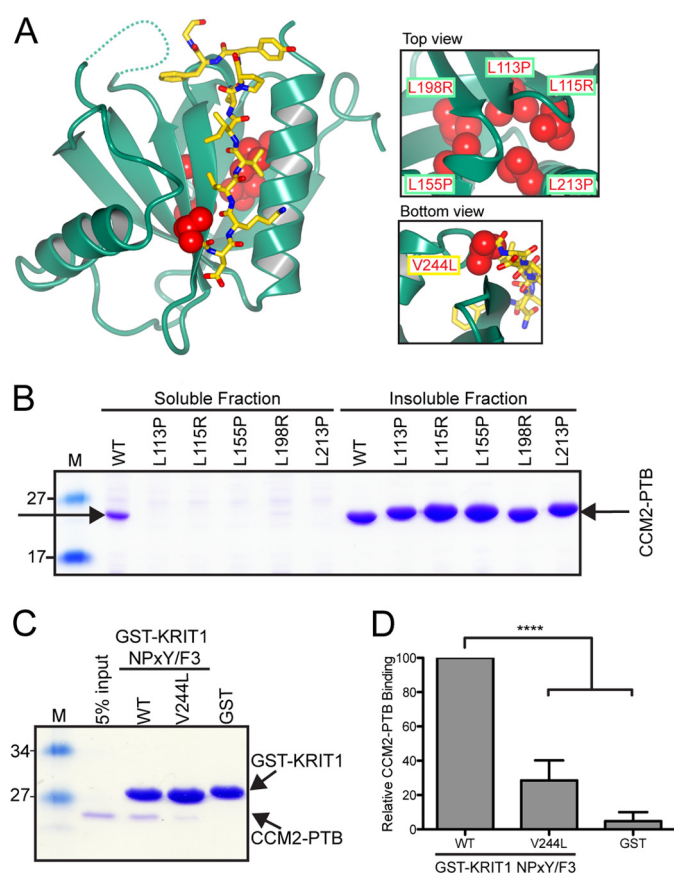 A
Top view
L113P
L198R
L115R
L155P
L213P
Bottom view
V244L
B
Soluble Fraction
Insoluble Fraction
M
WT
L113P
L115R
L155P
L198R
L213P
WT
L113P
L115R
L155P
L198R
L213P
27
17
CCM2-PTB
C
GST-KRIT1
NPxY/F3
M
5% input
WT
V244L
GST
34
27
GST-KRIT1
CCM2-PTB
D
****
Relative CCM2-PTB Binding
100
80
60
40
20
0
WT
V244L
GST
GST-KRIT1 NPxY/F3